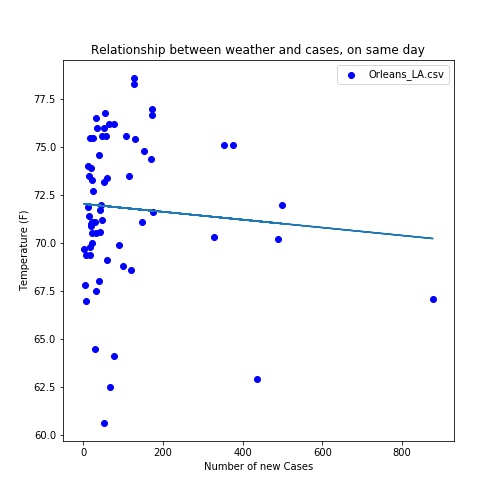 Relationship between weather and cases, on same day
Orleans_LA.csv
77.5
75.0
72.5
70.0
67.5
65.0
62.5
60.0
Temperature (F)
0 200 400 600 800
Number of new Cases